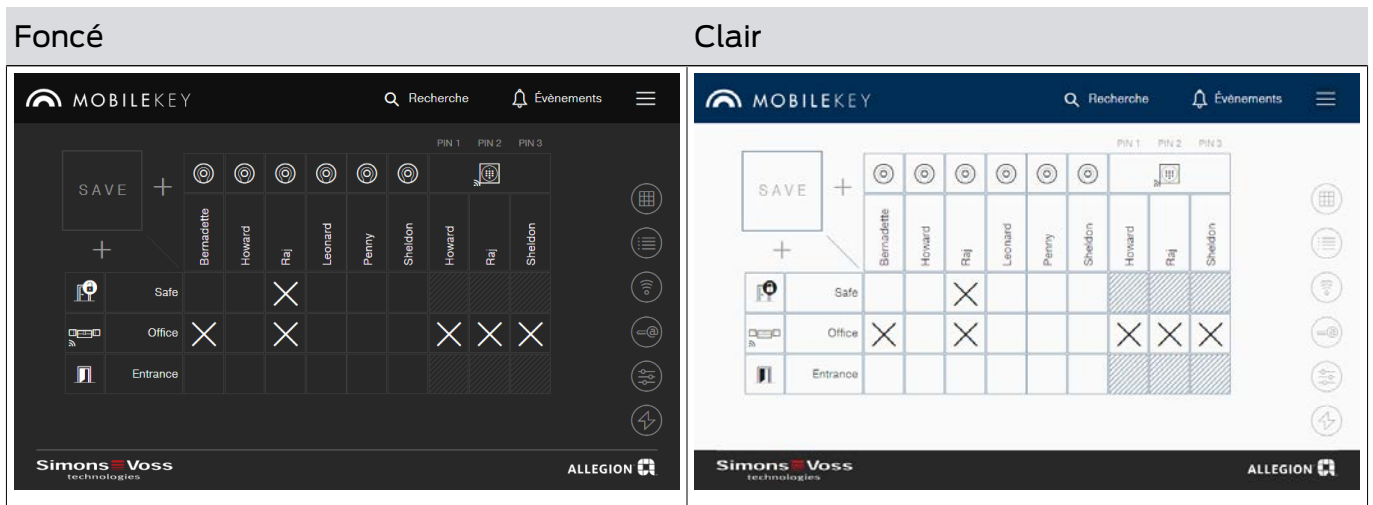 Foncé
Clair
MOBILEKEY
Recherche
Évènements
PIN 1 PIN 2 PIN 3
SAVE
Bernadette
Howard
Raj
Leonard
Penny
Sheldon
Howard
Raj
Sheldon
Safe
Office
Entrance
Simons Voss
technologies
ALLEGION
MOBILEKEY
Recherche
Évènements
PIN 1 PIN 2 PIN 3
SAVE
Bernadette
Howard
Raj
Leonard
Penny
Sheldon
Howard
Raj
Sheldon
Safe
Office
Entrance
Simons Voss
technologies
ALLEGION